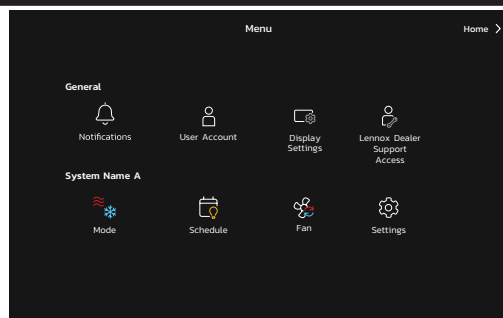 Menu
Home
General
Notifications
User Account
Display
Settings
Lennox Dealer
Support
Access
System Name A
Mode
Schedule
Fan
Settings